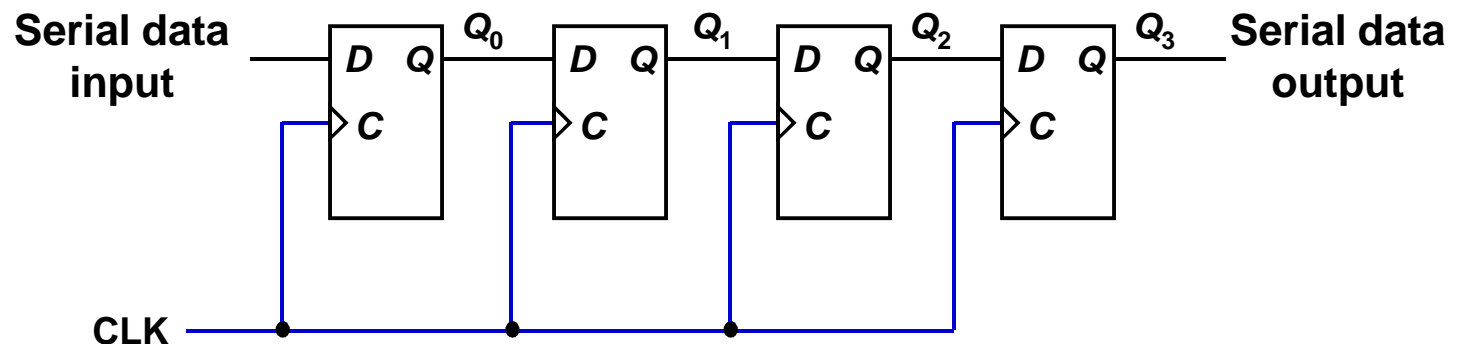 Serial data
input
D Q
C
Q0
D Q
C
Q1
D Q
C
Q2
D Q
C
Q3
Serial data
output
CLK